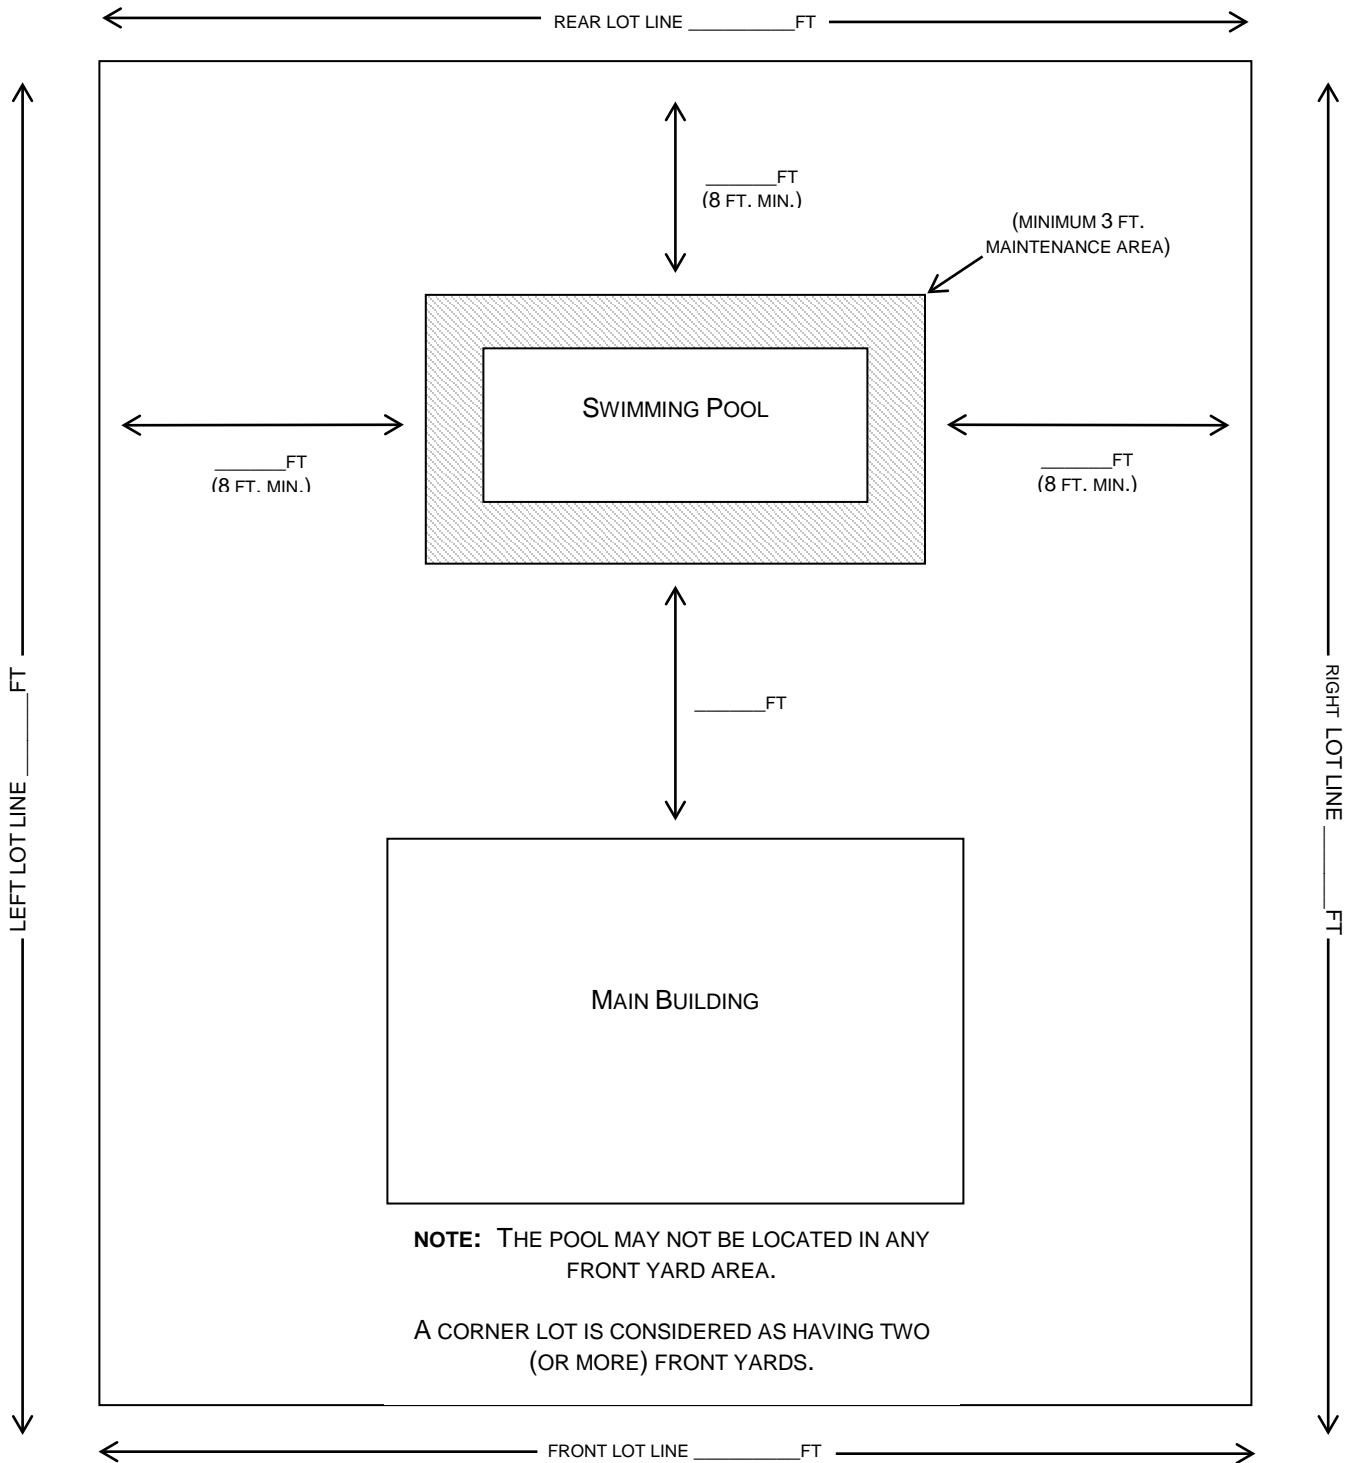 REAR LOT LINE __________FT
_______FT
(8 FT. MIN.)
(MINIMUM 3 FT.
MAINTENANCE AREA)
SWIMMING POOL
_______FT
(8 FT. MIN.)
_______FT
(8 FT. MIN.)
_______FT
LEFT LOT LINE ______FT
RIGHT LOT LINE ______FT
MAIN BUILDING
NOTE: THE POOL MAY NOT BE LOCATED IN ANY
FRONT YARD AREA.
A CORNER LOT IS CONSIDERED AS HAVING TWO
(OR MORE) FRONT YARDS.
FRONT LOT LINE __________FT